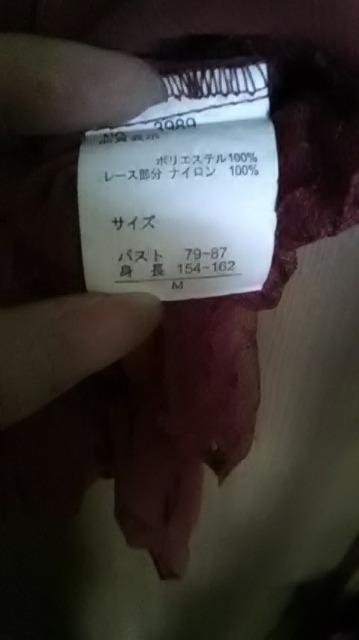 3989
ポリエステル100%
レース部分 ナイロン 100%
サイズ
バスト 79~87
身 長 154~162
M